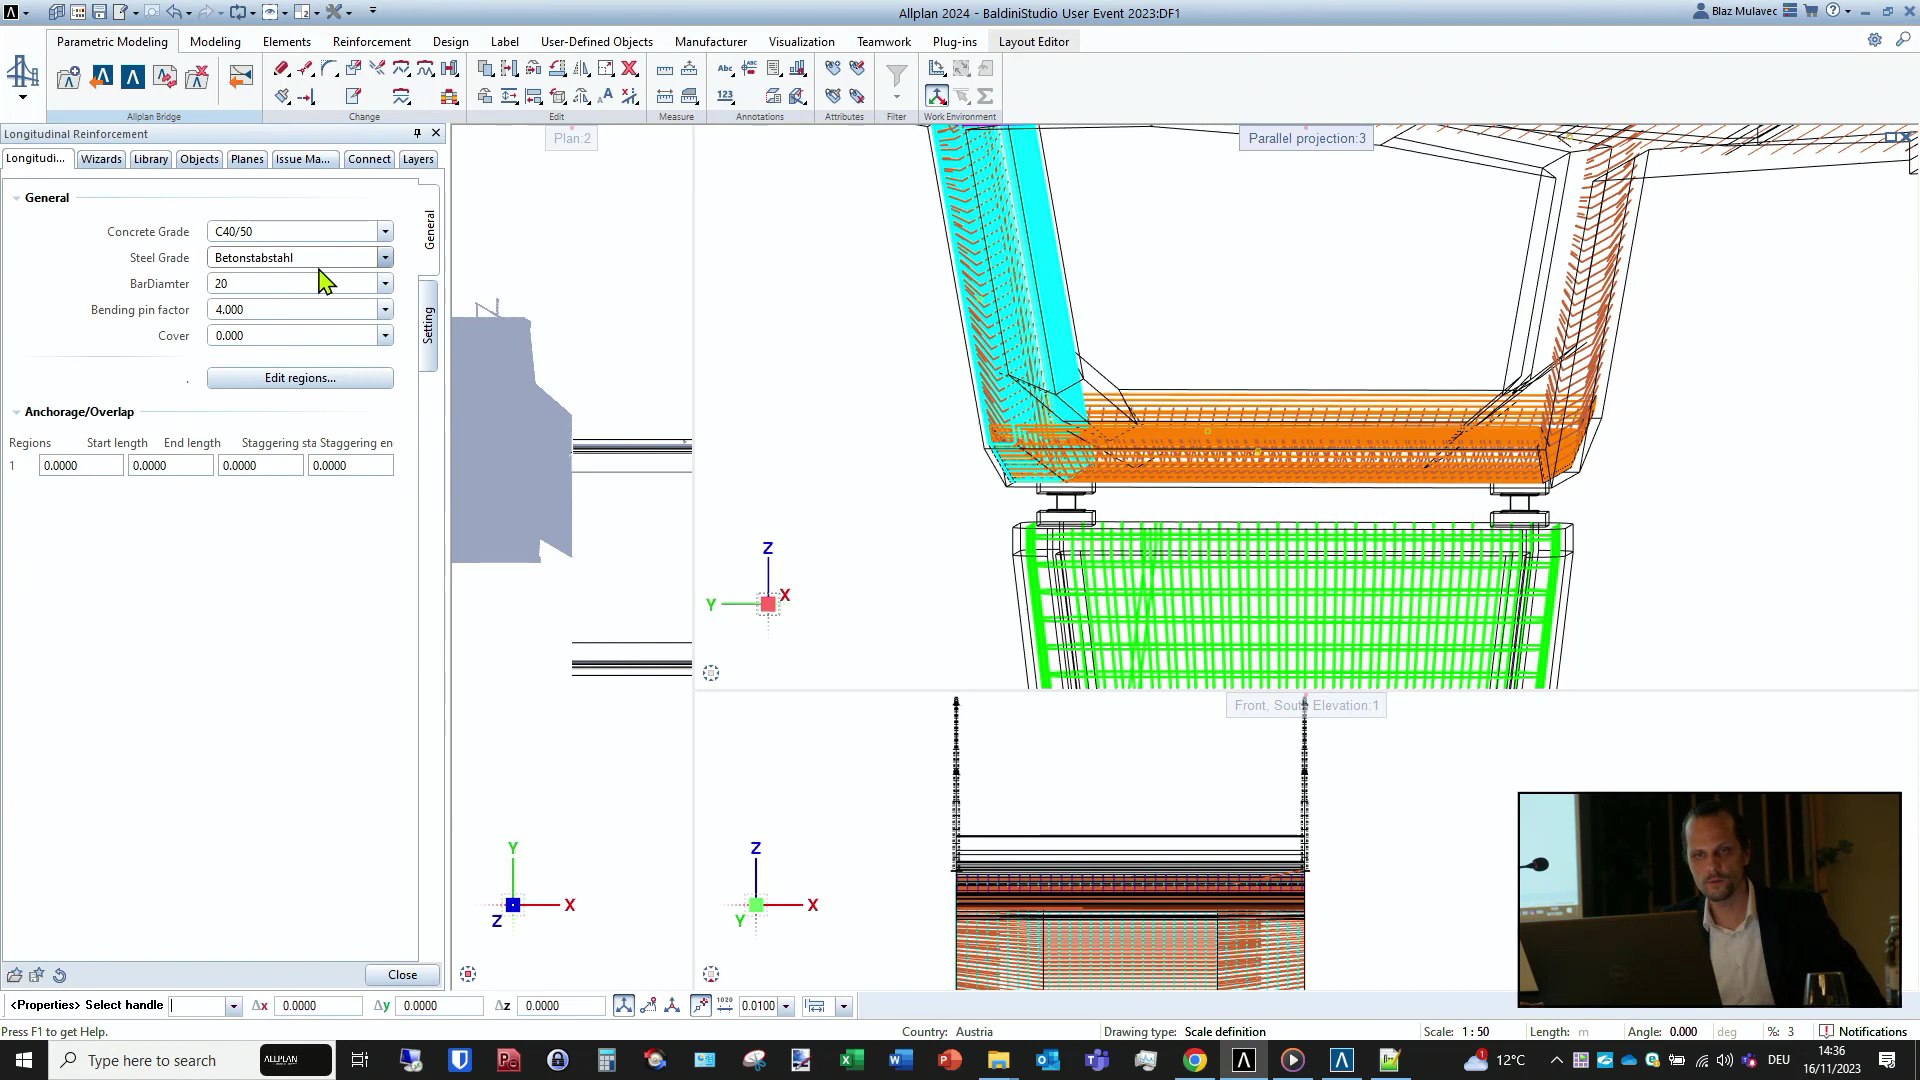 Allplan 2024 - BaldiniStudio User Event 2023:DF1
Blaz Mulavec
Parametric Modeling
Modeling
Elements
Reinforcement
Design
Label
User-Defined Objects
Manufacturer
Visualization
Teamwork
Plug-ins
Layout Editor
Abc
123
Allplan Bridge
Change
Edit
Measure
Annotations
Attributes
Filter
Work Environment
Longitudinal Reinforcement
Longitudi...
Wizards
Library
Objects
Planes
Issue Ma...
Connect
Layers
General
General
Setting
Concrete Grade C40/50
Steel Grade Betonstabstahl
BarDiamter 20
Bending pin factor 4.000
Cover 0.000
.
Edit regions...
Anchorage/Overlap
Regions Start length End length Staggering sta Staggering en
1 0.0000 0.0000 0.0000 0.0000
Close
Plan:2
Parallel projection:3
Front, South Elevation:1
Z
Y
X
Y
X
Z
Z
X
Y
<Properties> Select handle
Δx 0.0000 Δy 0.0000 Δz 0.0000
1020
0.0100
Press F1 to get Help.
Country: Austria
Drawing type: Scale definition
Scale: 1 : 50
Length: m
Angle: 0.000 deg
%: 3
Notifications
Type here to search
ALLPLAN
1
12°C
DEU
14:36
16/11/2023